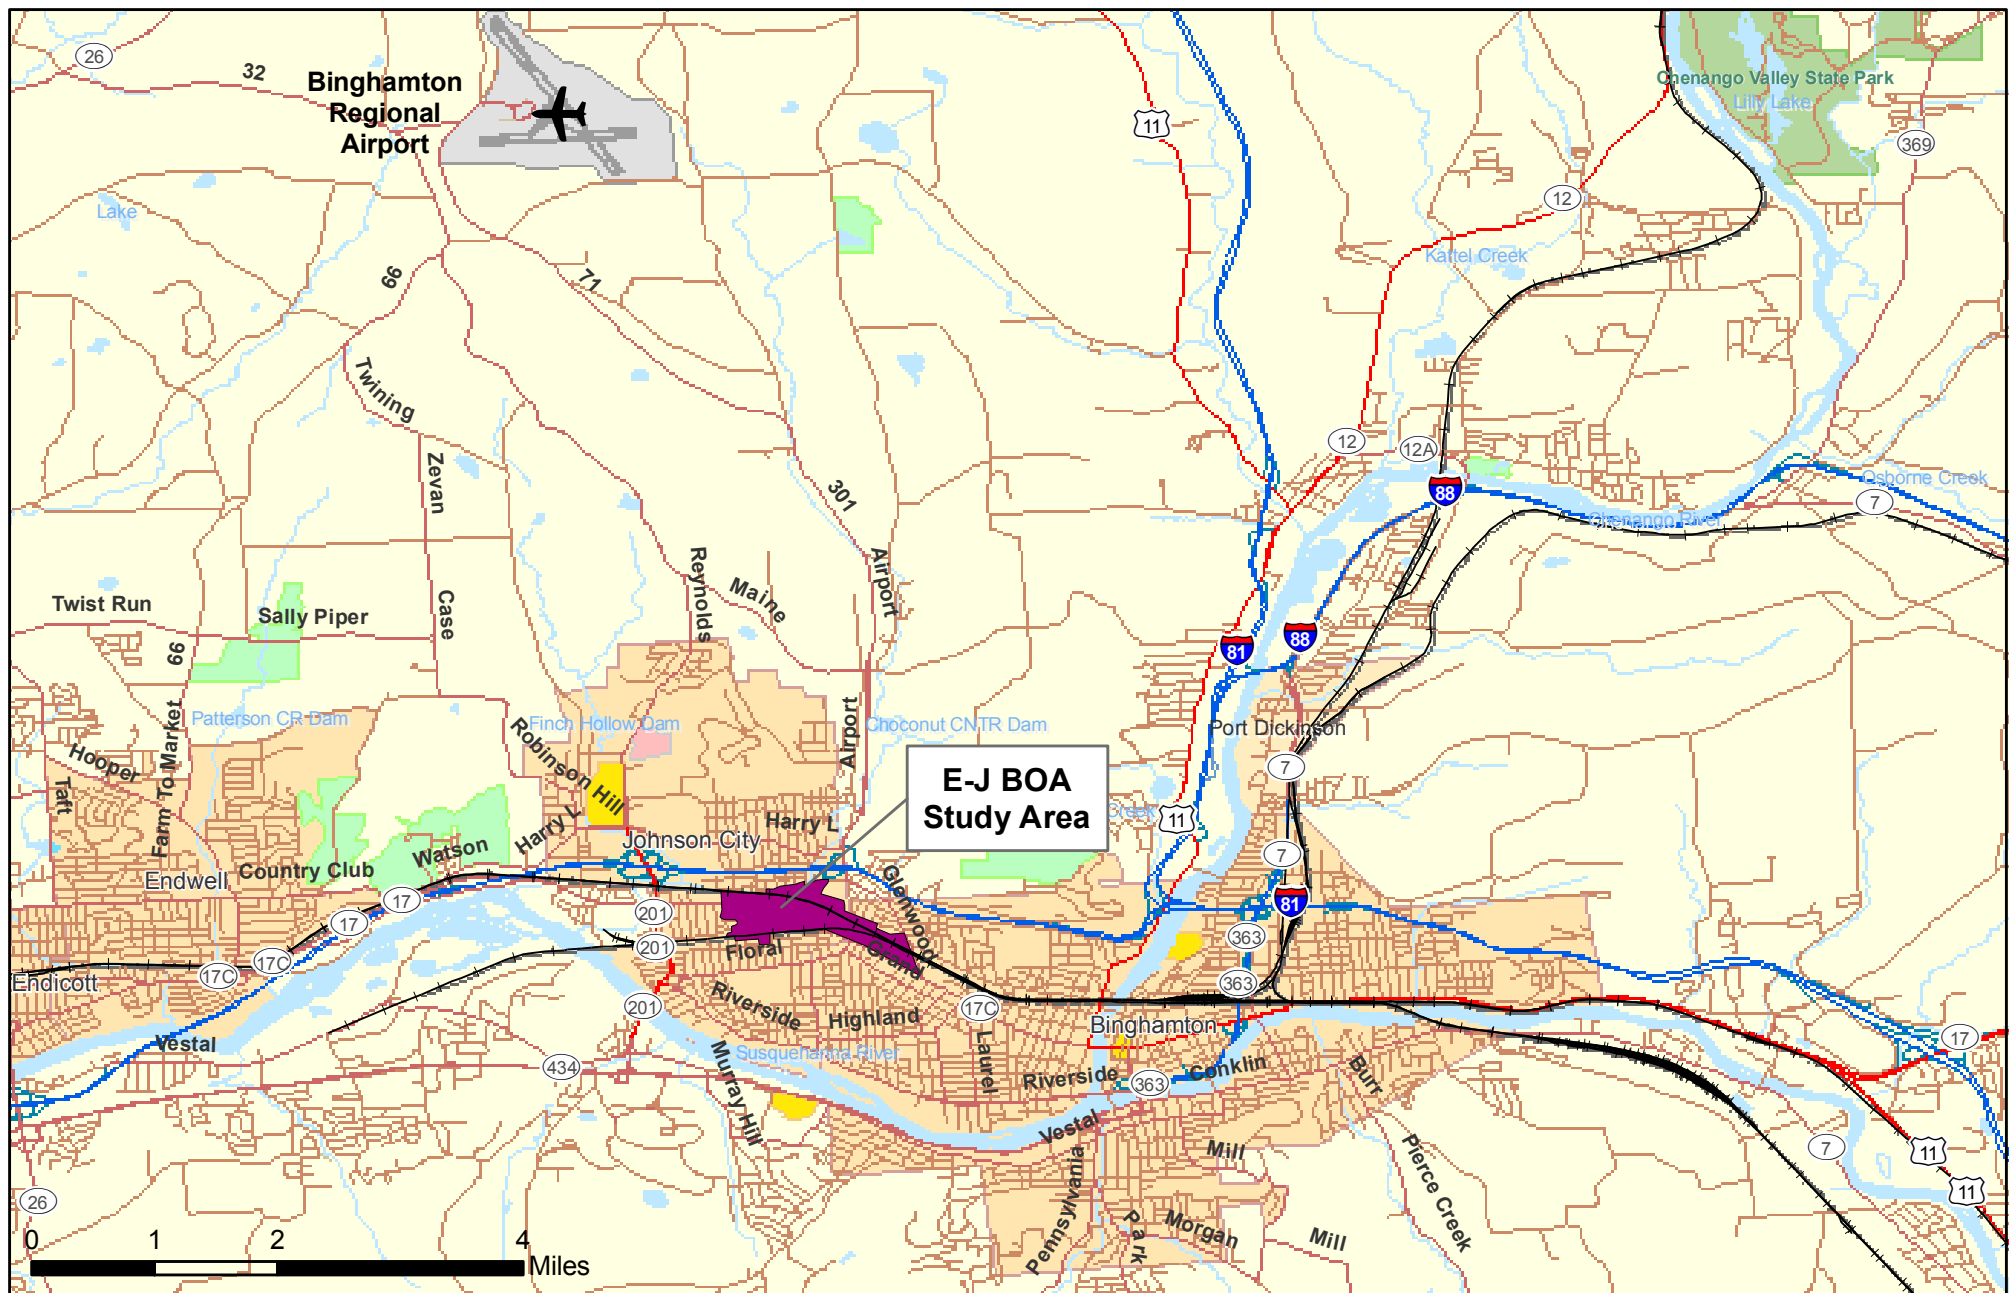 26
32
Binghamton
Regional
Airport
11
Chenango Valley State Park
Lilly Lake
369
12
Lake
Kattel Creek
66
71
Twining
12
12A
Zevan
88
Osborne Creek
7
301
Chenango River
Reynolds
Maine
Airport
Twist Run
Sally Piper
Case
66
81
88
Farm To Market
Patterson CR Dam
Robinson Hill
Finch Hollow Dam
Airport
Choconut CNTR Dam
Port Dickinson
Hooper
Taft
E-J BOA
Study Area
7
Creek
11
Harry L
Harry L
Johnson City
Watson
Country Club
Endwell
7
Glenwood
17
17
201
81
201
Floral
Grand
363
17C
17C
Endicott
363
201
Riverside
Highland
17C
Binghamton
17
Vestal
Susquehanna River
434
Murray Hill
Laurel
Riverside
363
Conklin
Burr
Vestal
Mill
Pierce Creek
7
11
11
26
Pennsylvania
Park
Morgan
Mill
0
1
2
4
Miles